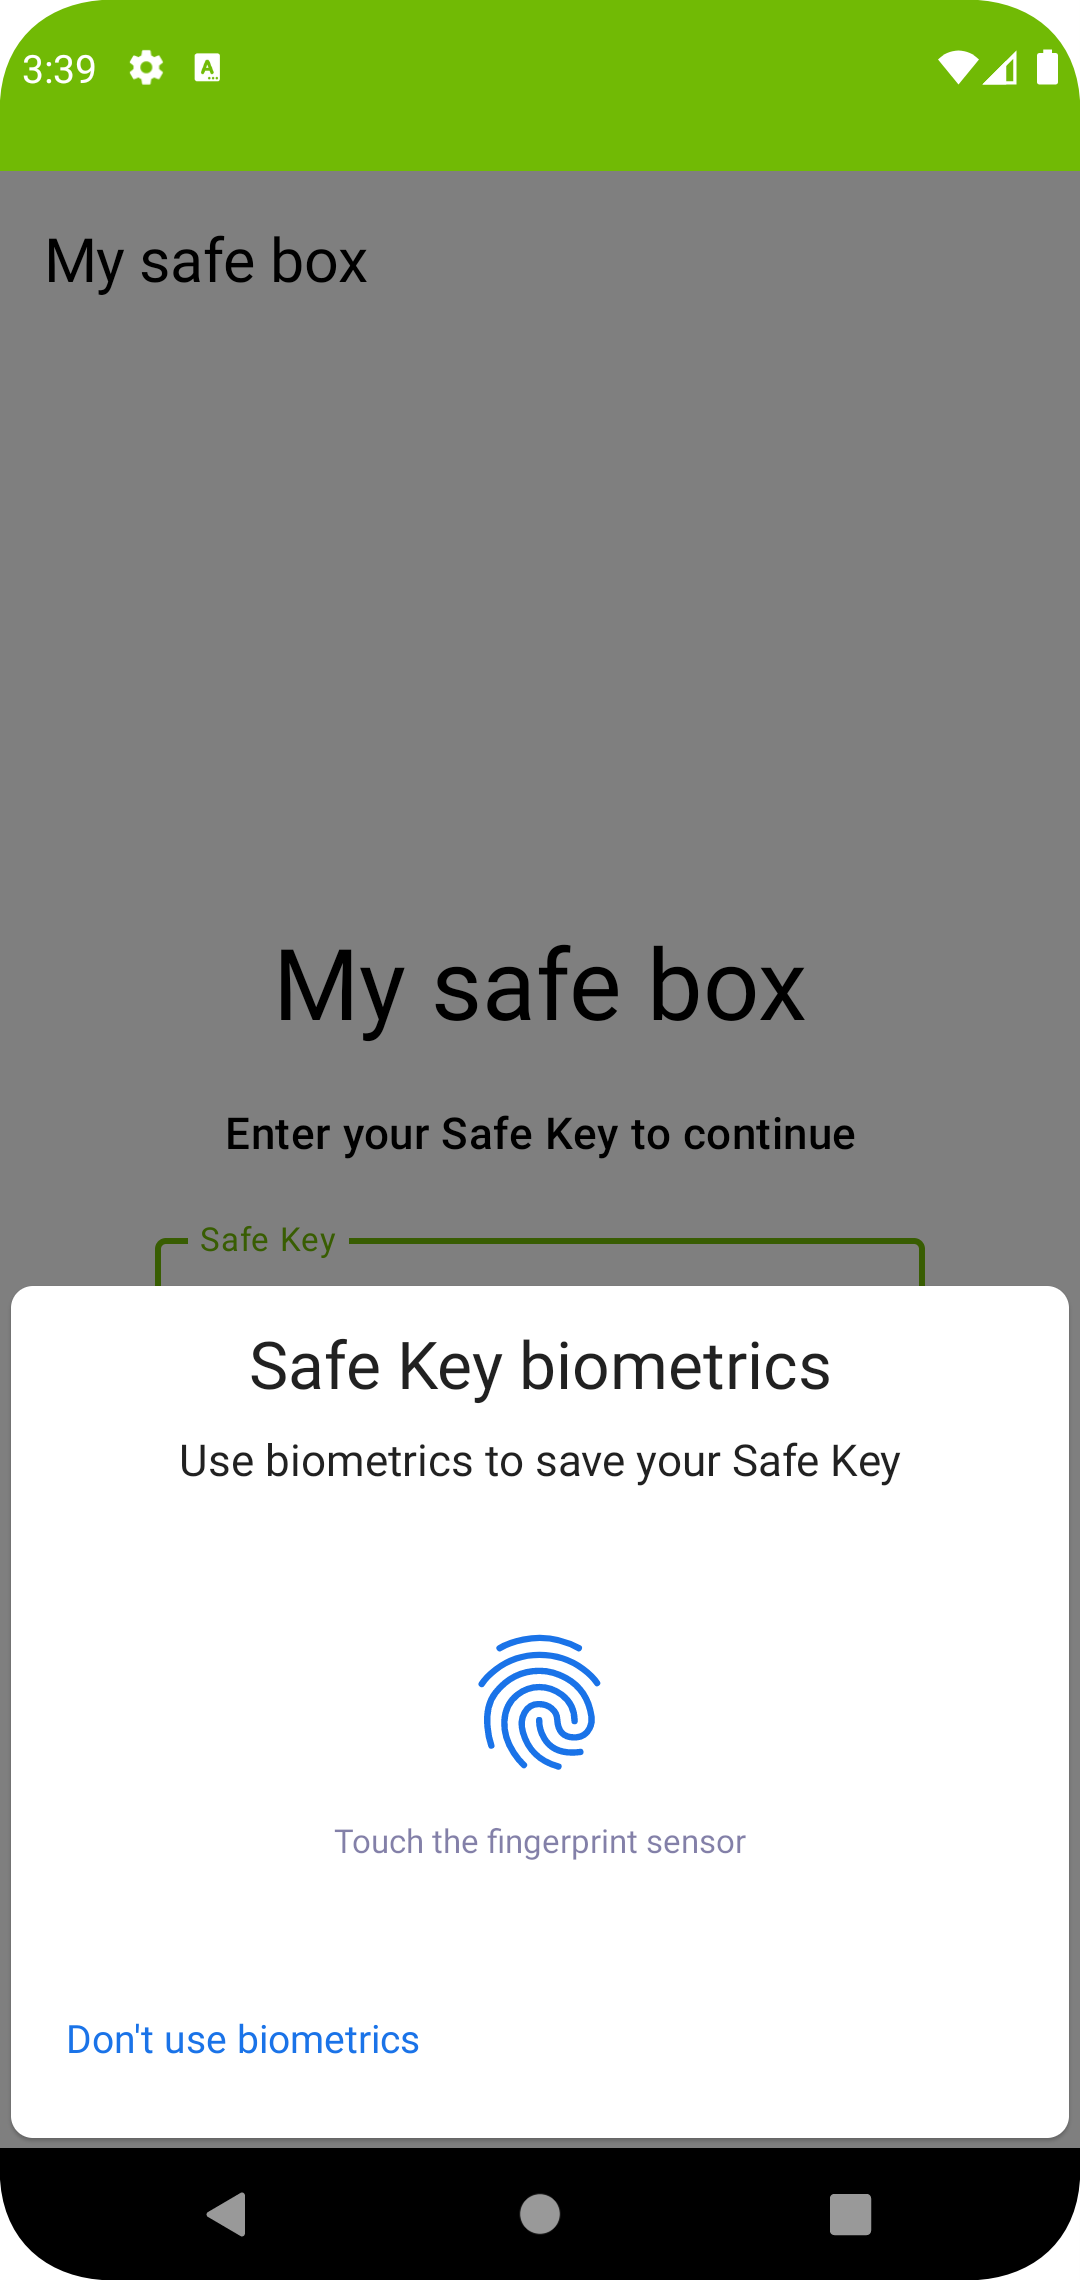 3:39
My safe box
My safe box
Enter your Safe Key to continue
Safe Key
Safe Key biometrics
Use biometrics to save your Safe Key
Touch the fingerprint sensor
Don't use biometrics